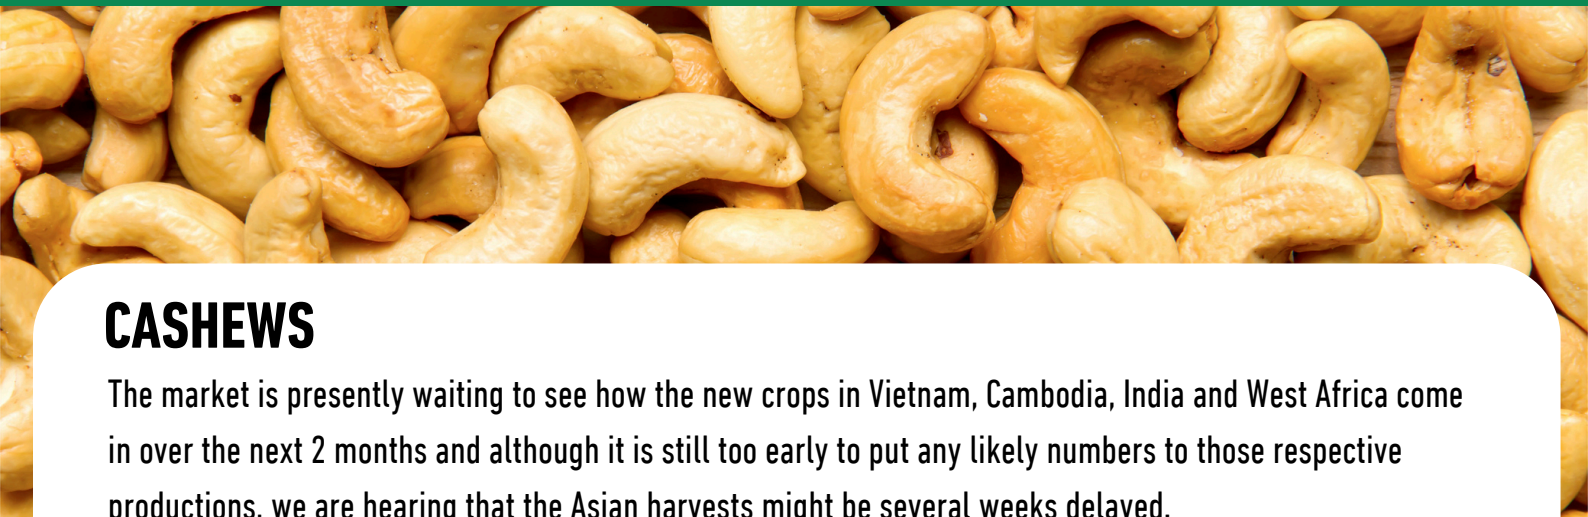 CASHEWS
The market is presently waiting to see how the new crops in Vietnam, Cambodia, India and West Africa come
in over the next 2 months and although it is still too early to put any likely numbers to those respective
productions, we are hearing that the Asian harvests might be several weeks delayed.